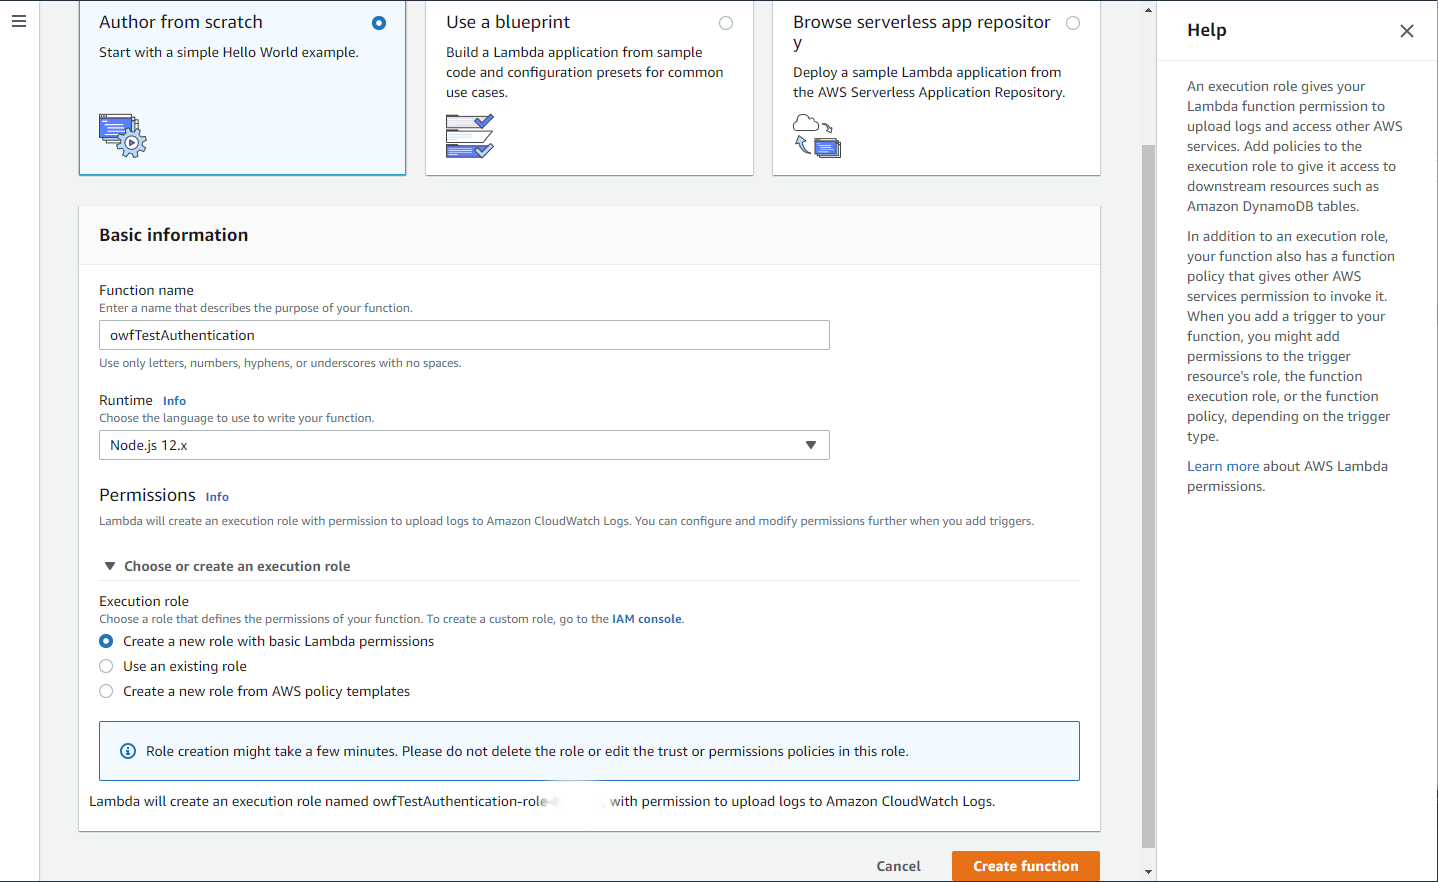 Author from scratch
Start with a simple Hello World example.
Use a blueprint
Build a Lambda application from sample
code and configuration presets for common
use cases.
Browse serverless app repositor
y
Deploy a sample Lambda application from
the AWS Serverless Application Repository.
Basic information
Function name
Enter a name that describes the purpose of your function.
owfTestAuthentication
Use only letters, numbers, hyphens, or underscores with no spaces.
Runtime Info
Choose the language to use to write your function.
Node.js 12.x
Permissions Info
Lambda will create an execution role with permission to upload logs to Amazon CloudWatch Logs. You can configure and modify permissions further when you add triggers.
Choose or create an execution role
Execution role
Choose a role that defines the permissions of your function. To create a custom role, go to the IAM console.
Create a new role with basic Lambda permissions
Use an existing role
Create a new role from AWS policy templates
Role creation might take a few minutes. Please do not delete the role or edit the trust or permissions policies in this role.
Lambda will create an execution role named owfTestAuthentication-role- with permission to upload logs to Amazon CloudWatch Logs.
Cancel
Create function
Help
An execution role gives your
Lambda function permission to
upload logs and access other AWS
services. Add policies to the
execution role to give it access to
downstream resources such as
Amazon DynamoDB tables.
In addition to an execution role,
your function also has a function
policy that gives other AWS
services permission to invoke it.
When you add a trigger to your
function, you might add
permissions to the trigger
resource's role, the function
execution role, or the function
policy, depending on the trigger
type.
Learn more about AWS Lambda
permissions.